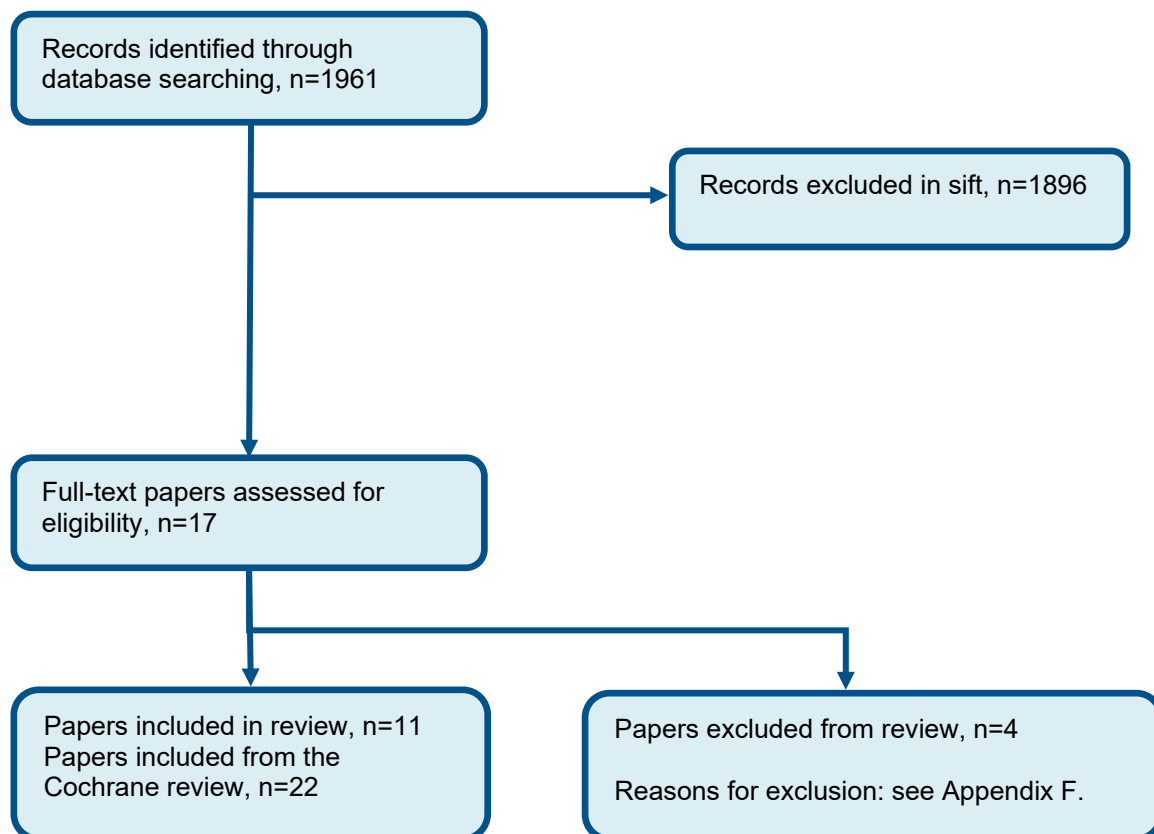 Records identified through
database searching, n=1961
Records excluded in sift, n=1896
Full-text papers assessed for
eligibility, n=17
Papers included in review, n=11
Papers included from the
Cochrane review, n=22
Papers excluded from review, n=4
Reasons for exclusion: see Appendix F.